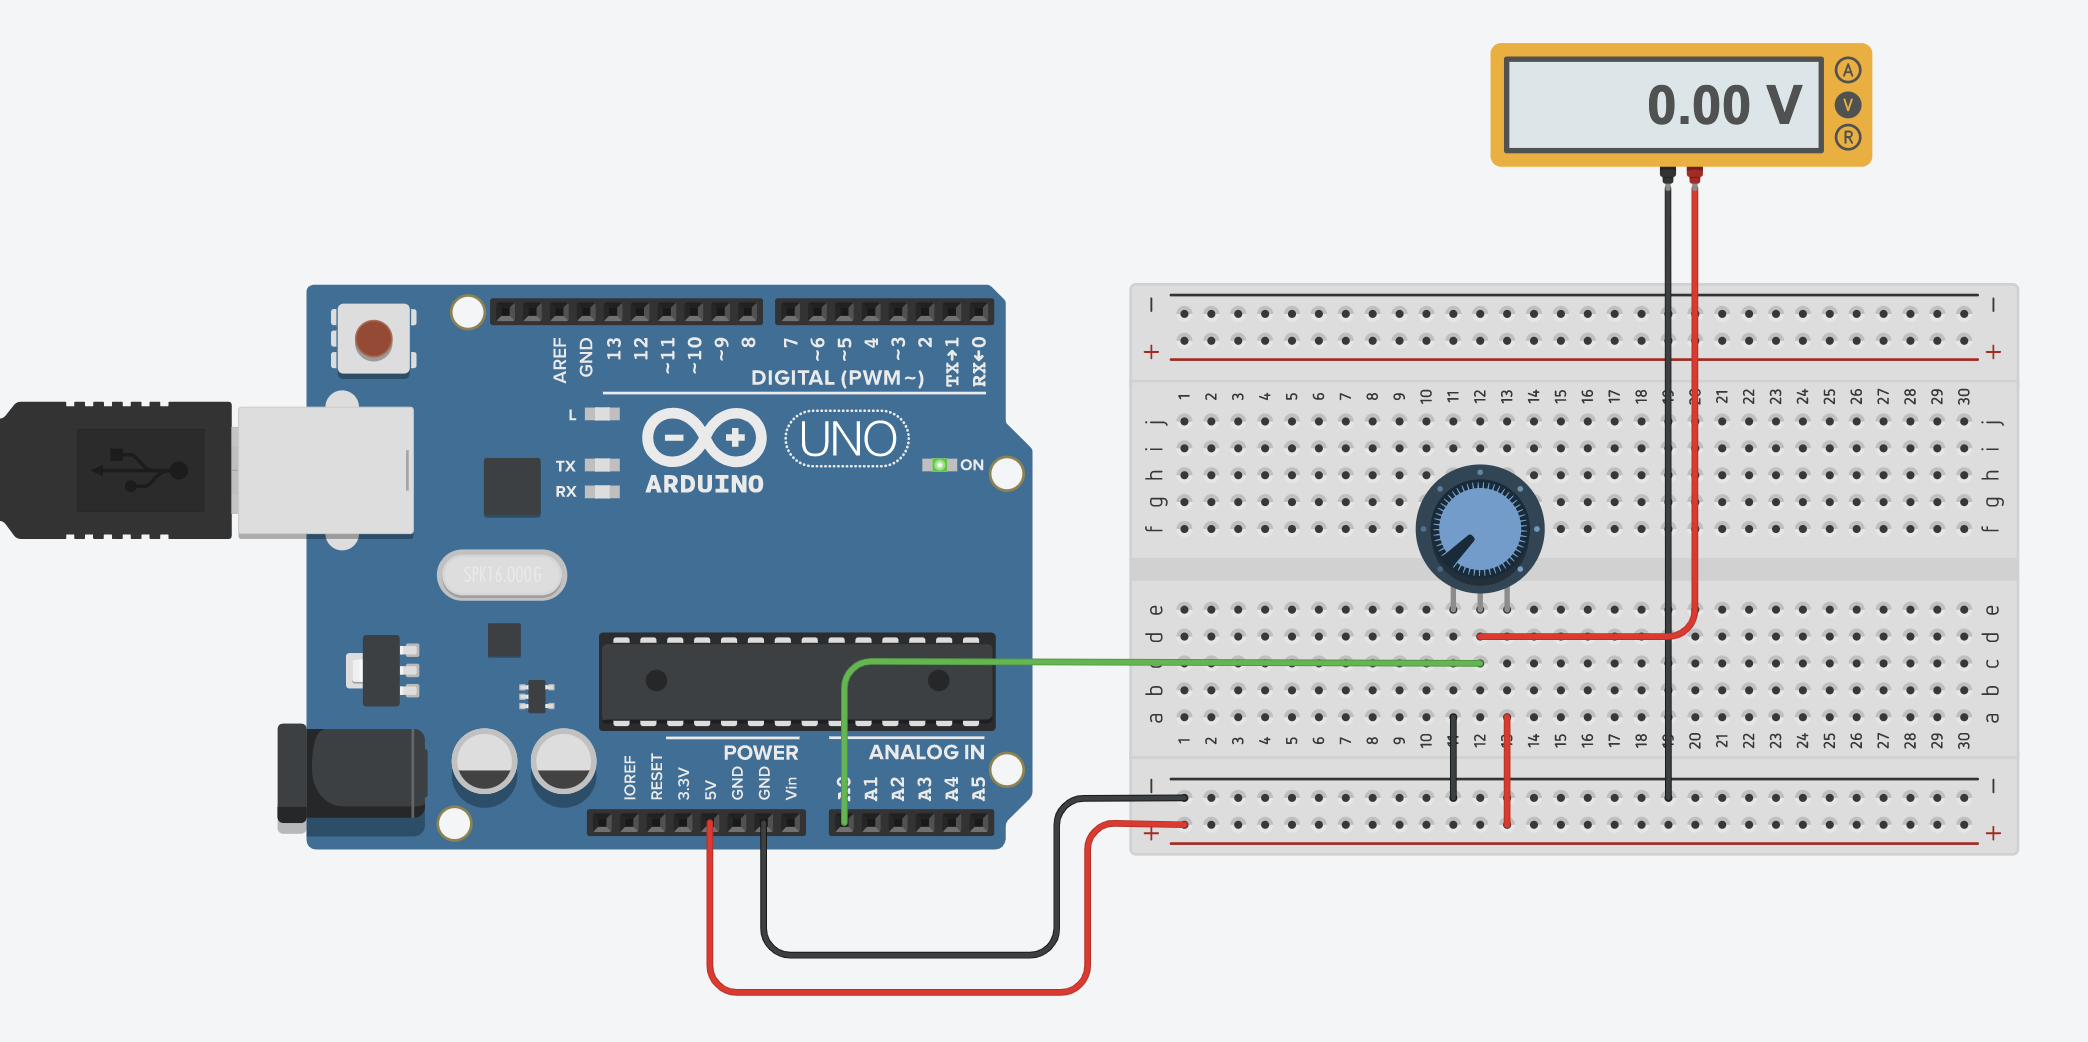 0.00 V
A
V
R
AREF
GND
13
12
~11
~10
~9
8
7
~6
~5
4
~3
2
TX→1
RX←0
DIGITAL (PWM~)
L
TX
RX
UNO
ARDUINO
ON
SPK16.000G
POWER
ANALOG IN
IOREF
RESET
3.3V
5V
GND
GND
Vin
A0
A1
A2
A3
A4
A5
− −
+ +
1 2 3 4 5 6 7 8 9 10 11 12 13 14 15 16 17 18 19 20 21 22 23 24 25 26 27 28 29 30
j j
i i
h h
g g
f f
e e
d d
c c
b b
a a
1 2 3 4 5 6 7 8 9 10 11 12 13 14 15 16 17 18 19 20 21 22 23 24 25 26 27 28 29 30
− −
+ +